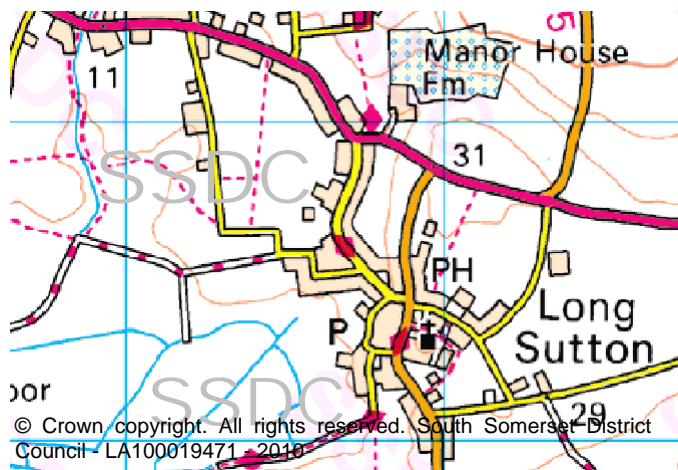 5
Manor House
Fm
11
31
SSDC
PH
Long
P
Sutton
oor
SSDC
29
© Crown copyright. All rights reserved. South Somerset District
Council - LA100019471 - 2010